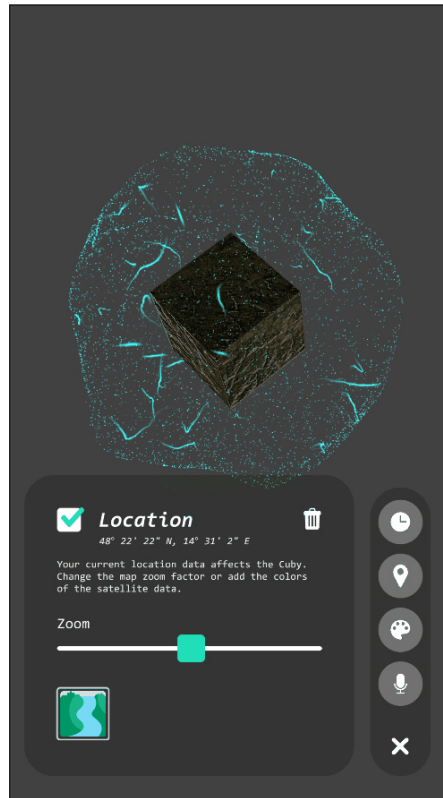 Location
48° 22' 22" N, 14° 31' 2" E
Your current location data affects the Cuby.
Change the map zoom factor or add the colors
of the satellite data.
Zoom